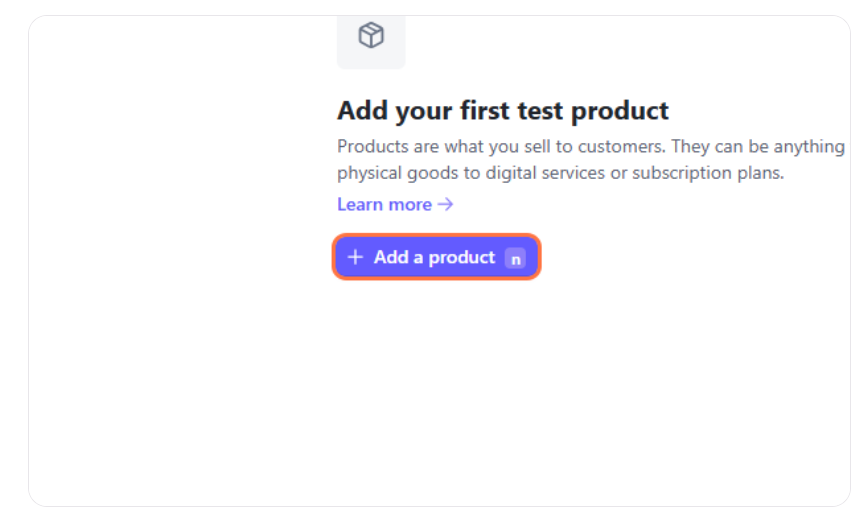 Add your first test product
Products are what you sell to customers. They can be anything
physical goods to digital services or subscription plans.
Learn more →
+ Add a product n